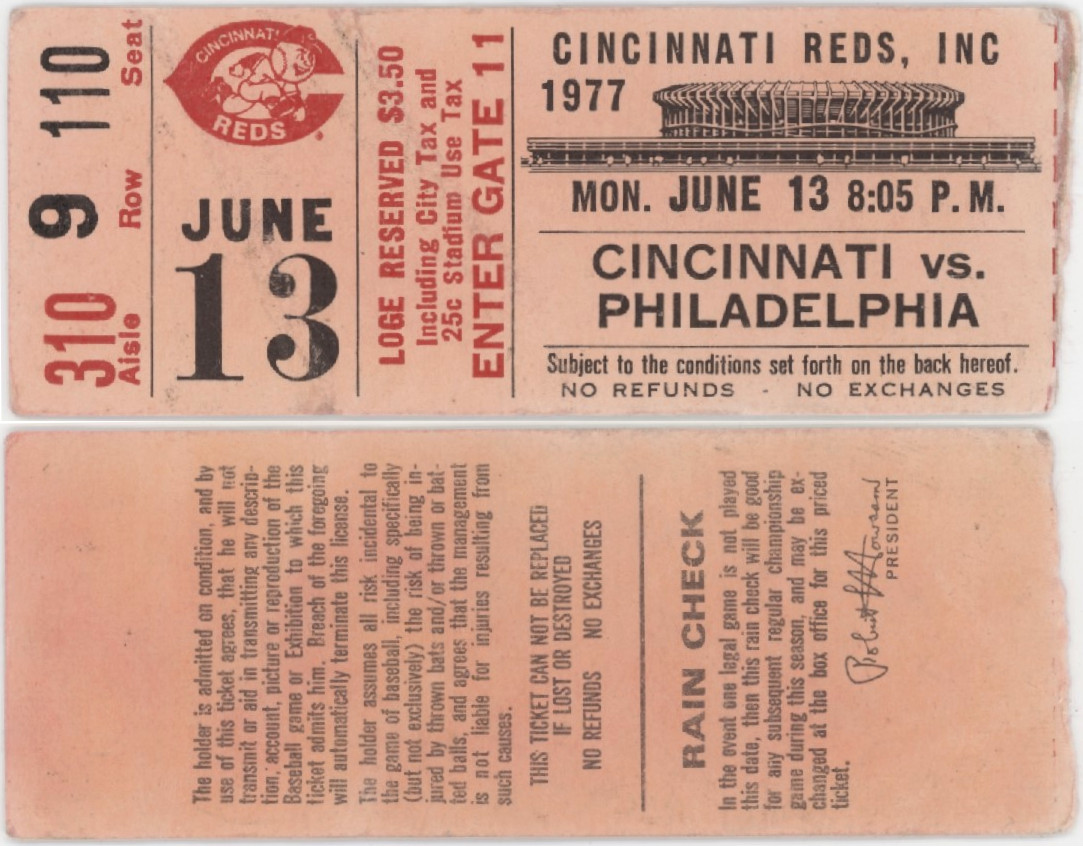 110 Seat
9 Row
310 Aisle
CINCINNATI
REDS
JUNE
13
LOGE RESERVED $3.50
Including City Tax and
25c Stadium Use Tax
ENTER GATE 11
CINCINNATI REDS, INC
1977
MON. JUNE 13 8:05 P.M.
CINCINNATI vs.
PHILADELPHIA
Subject to the conditions set forth on the back hereof.
NO REFUNDS - NO EXCHANGES
The holder is admitted on condition, and by
use of this ticket agrees, that he will not
transmit or aid in transmitting any descrip-
tion, account, picture or reproduction of the
Baseball game or Exhibition to which this
ticket admits him. Breach of the foregoing
will automatically terminate this license.
The holder assumes all risk incidental to
the game of baseball, including specifically
(but not exclusively) the risk of being in-
jured by thrown bats and/or thrown or bat-
ted balls, and agrees that the management
is not liable for injuries resulting from
such causes.
THIS TICKET CAN NOT BE REPLACED
IF LOST OR DESTROYED
NO REFUNDS NO EXCHANGES
RAIN CHECK
In the event one legal game is not played
this date, then this rain check will be good
for any subsequent regular championship
game during this season, and may be ex-
changed at the box office for this priced
ticket.
Robert L Howsam
PRESIDENT